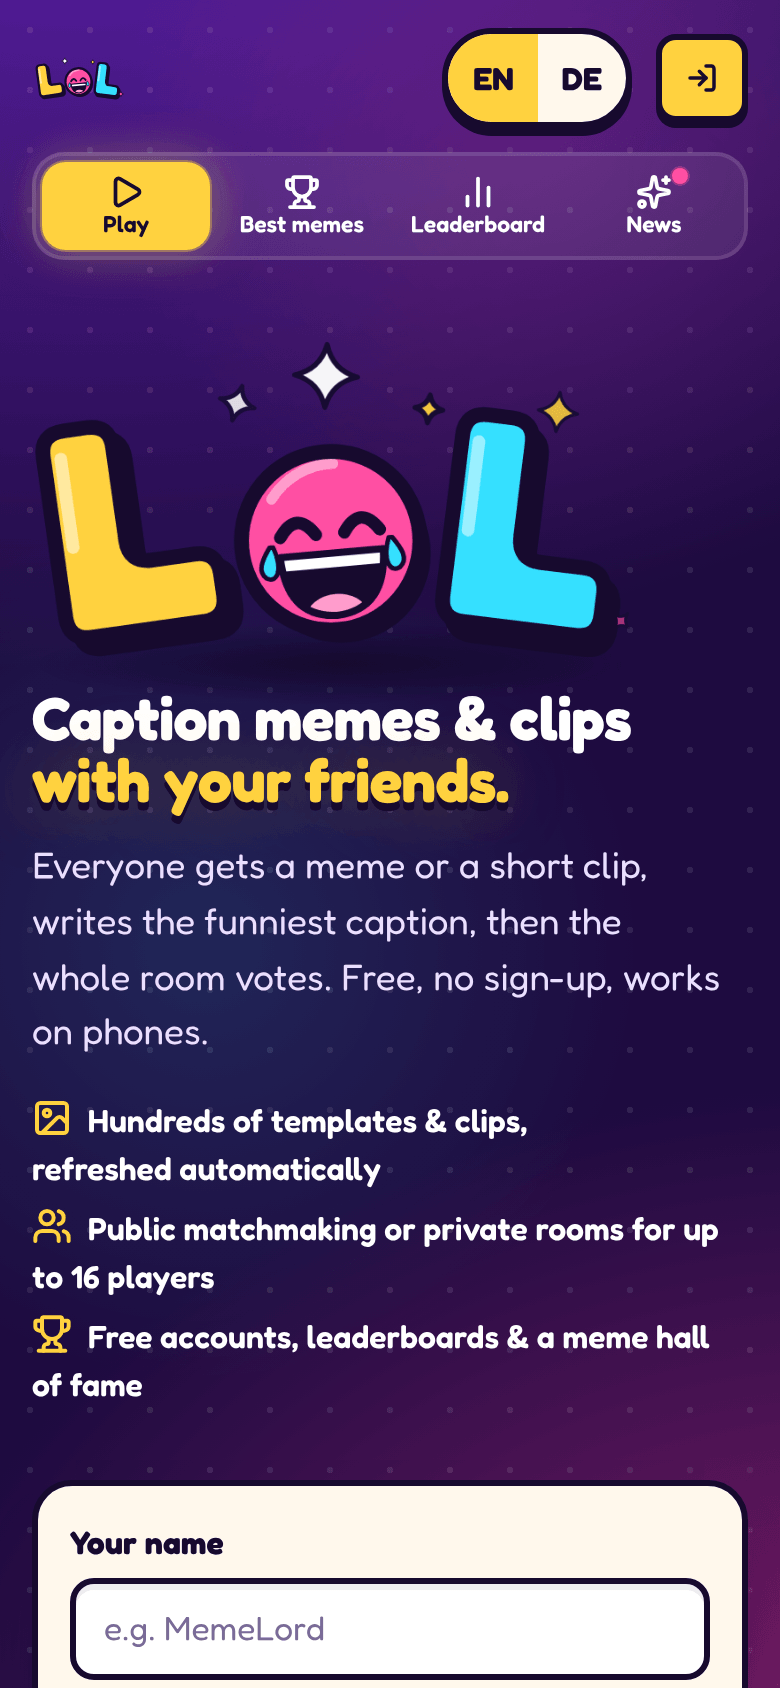 LOL
EN DE
Play
Best memes
Leaderboard
News
LOL
Caption memes & clips
with your friends.
Everyone gets a meme or a short clip,
writes the funniest caption, then the
whole room votes. Free, no sign-up, works
on phones.
Hundreds of templates & clips,
refreshed automatically
Public matchmaking or private rooms for up
to 16 players
Free accounts, leaderboards & a meme hall
of fame
Your name
e.g. MemeLord